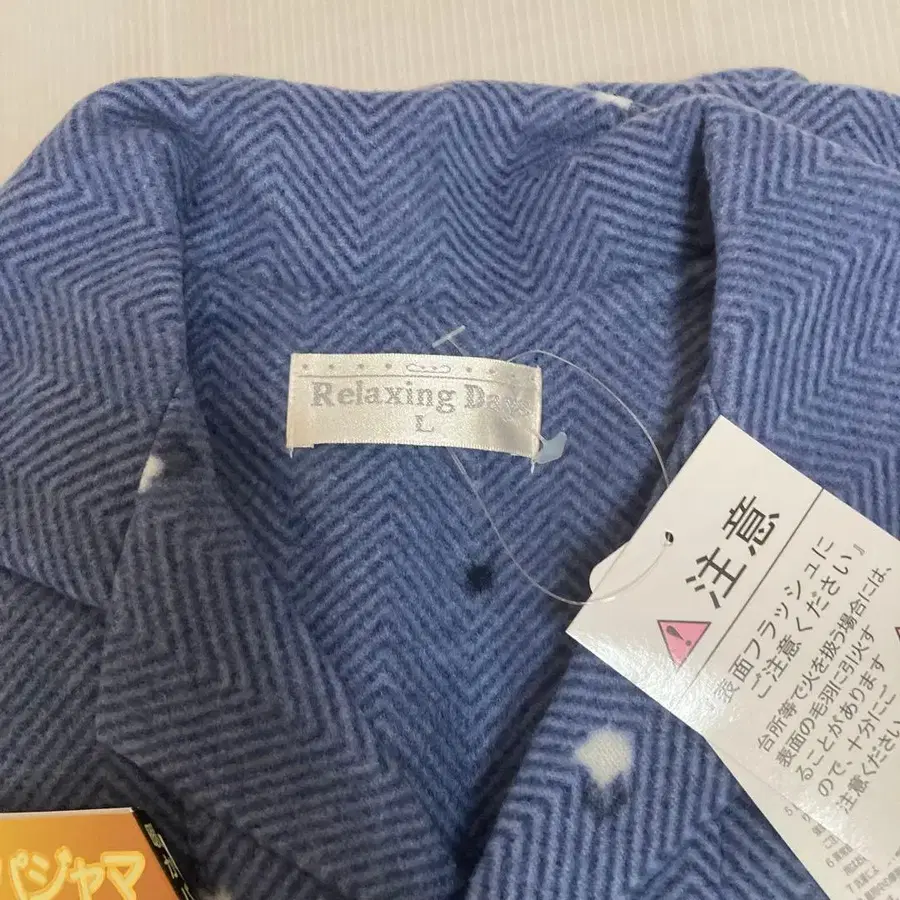 Relaxing
L
注意
『表面フラッシュに
ご注意ください』
台所等で火を扱う場合には、
表面の毛羽に引火す
ることがあります
ので、十分にご
注意ください
パジャマ